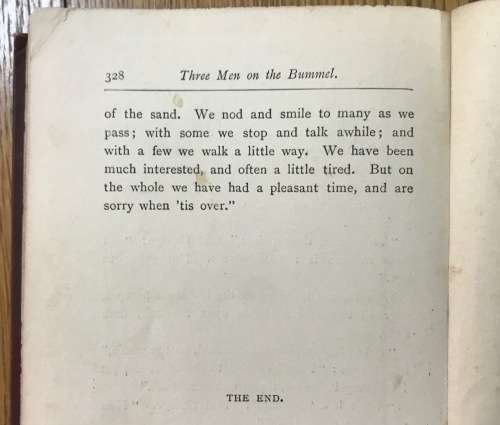 328 Three Men on the Bummel.
of the sand. We nod and smile to many as we
pass; with some we stop and talk awhile; and
with a few we walk a little way. We have been
much interested, and often a little tired. But on
the whole we have had a pleasant time, and are
sorry when 'tis over."
THE END.